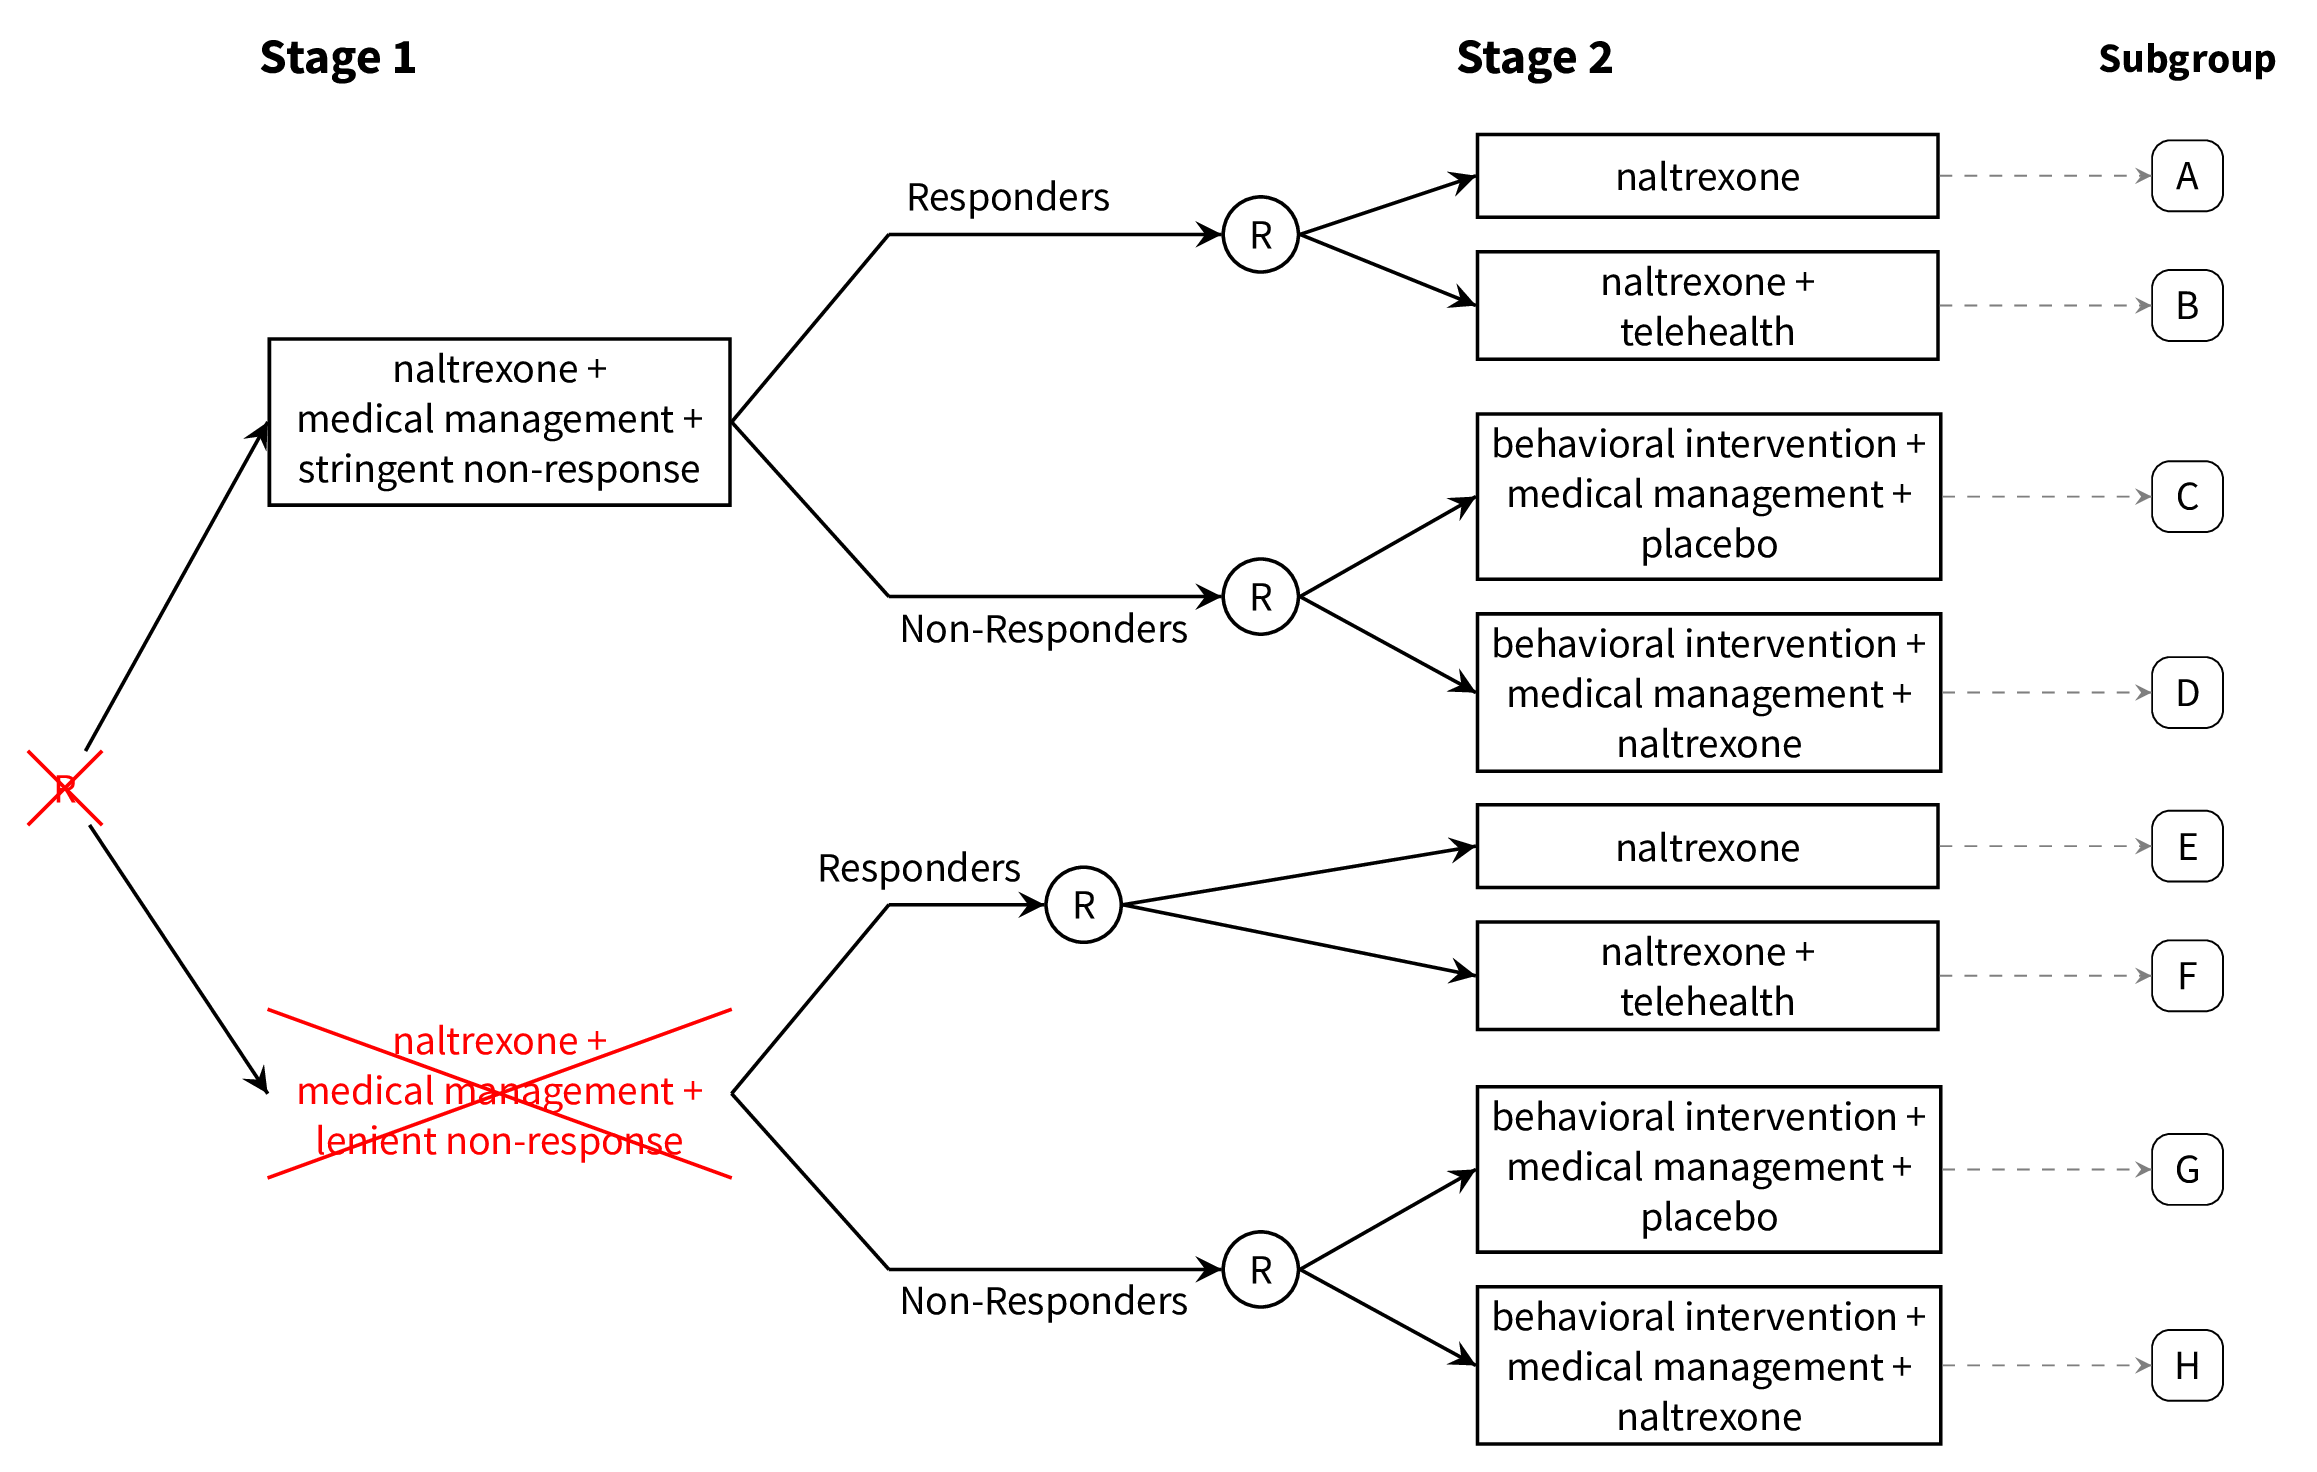 Stage 1
Stage 2
Subgroup
Responders
R
naltrexone
A
naltrexone +
telehealth
B
naltrexone +
medical management +
stringent non-response
behavioral intervention +
medical management +
placebo
C
R
Non-Responders
behavioral intervention +
medical management +
naltrexone
D
R
Responders
R
naltrexone
E
naltrexone +
telehealth
F
naltrexone +
medical management +
lenient non-response
behavioral intervention +
medical management +
placebo
G
R
Non-Responders
behavioral intervention +
medical management +
naltrexone
H